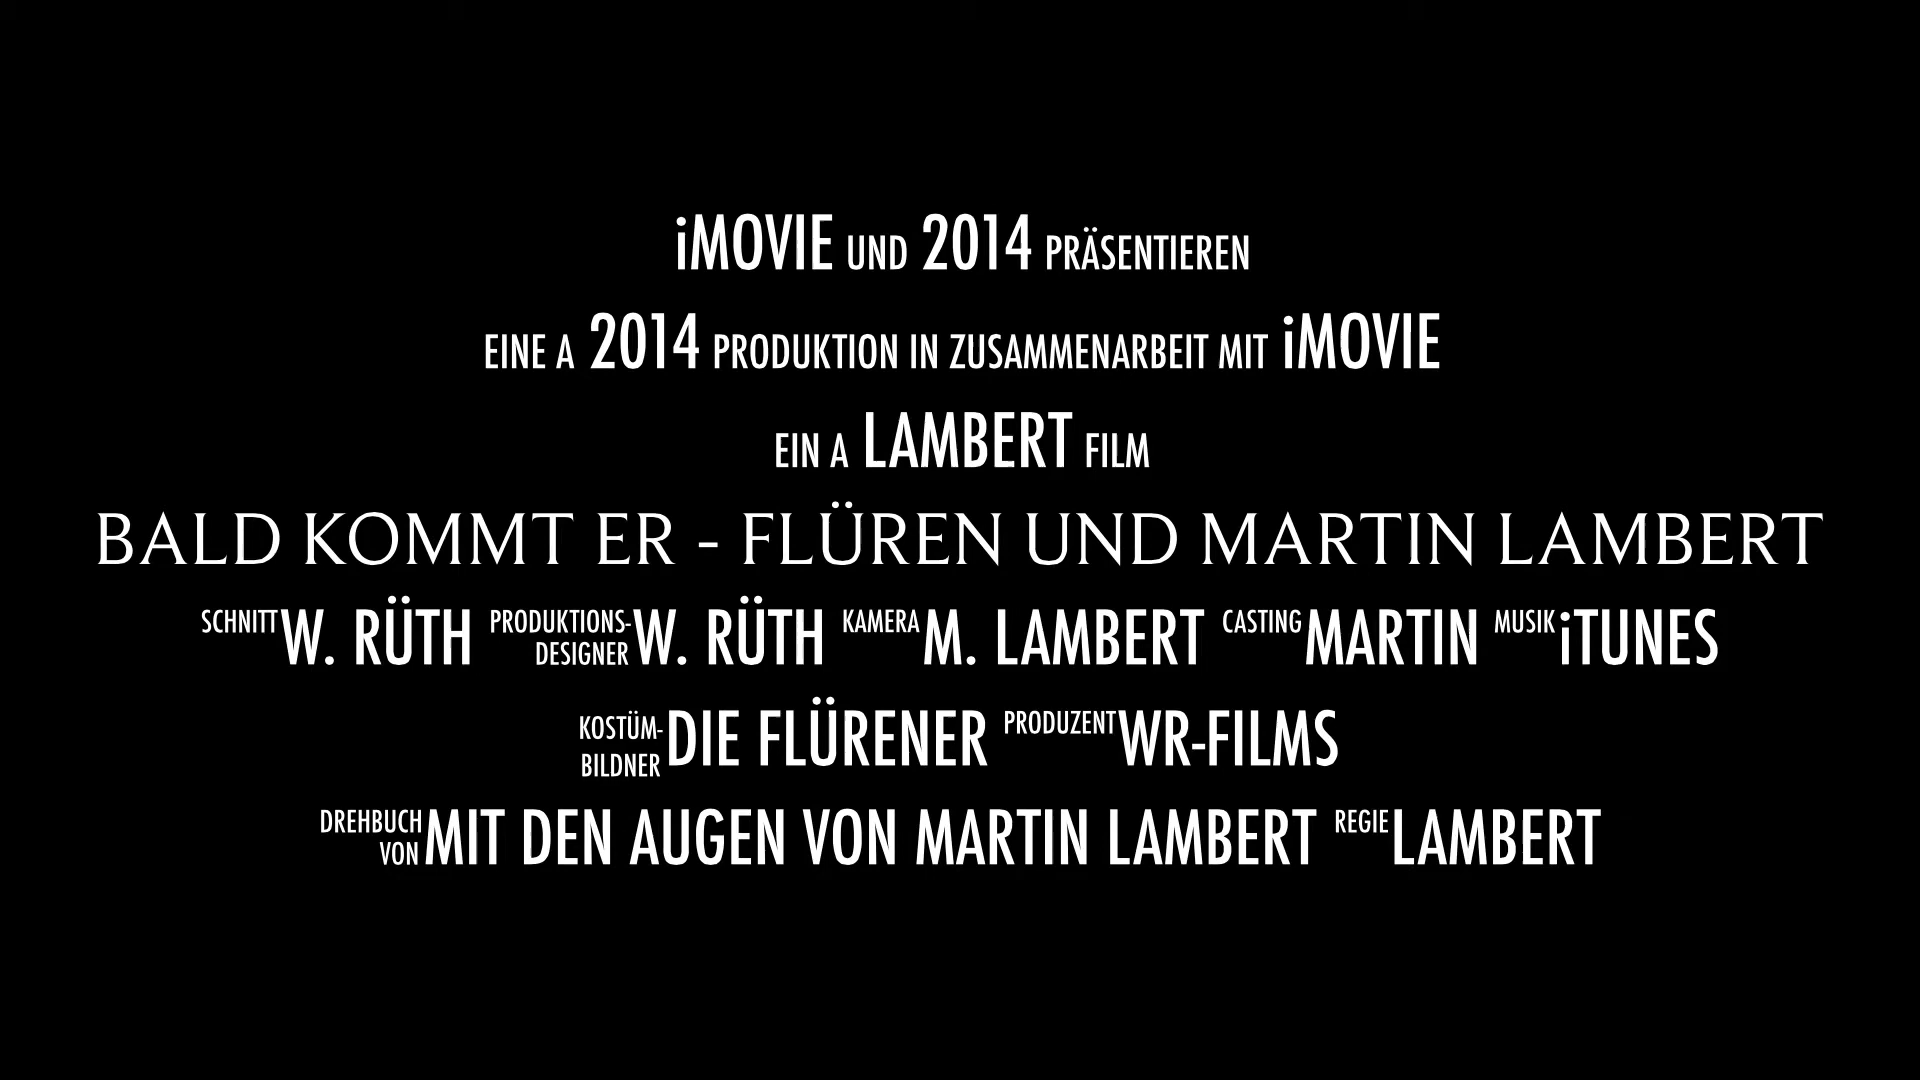 iMOVIE UND 2014 PRÄSENTIEREN
EINE A 2014 PRODUKTION IN ZUSAMMENARBEIT MIT iMOVIE
EIN A LAMBERT FILM
BALD KOMMT ER - FLÜREN UND MARTIN LAMBERT
SCHNITT W. RÜTH PRODUKTIONS-DESIGNER W. RÜTH KAMERA M. LAMBERT CASTING MARTIN MUSIK iTUNES
KOSTÜM-BILDNER DIE FLÜRENER PRODUZENT WR-FILMS
DREHBUCH VON MIT DEN AUGEN VON MARTIN LAMBERT REGIE LAMBERT